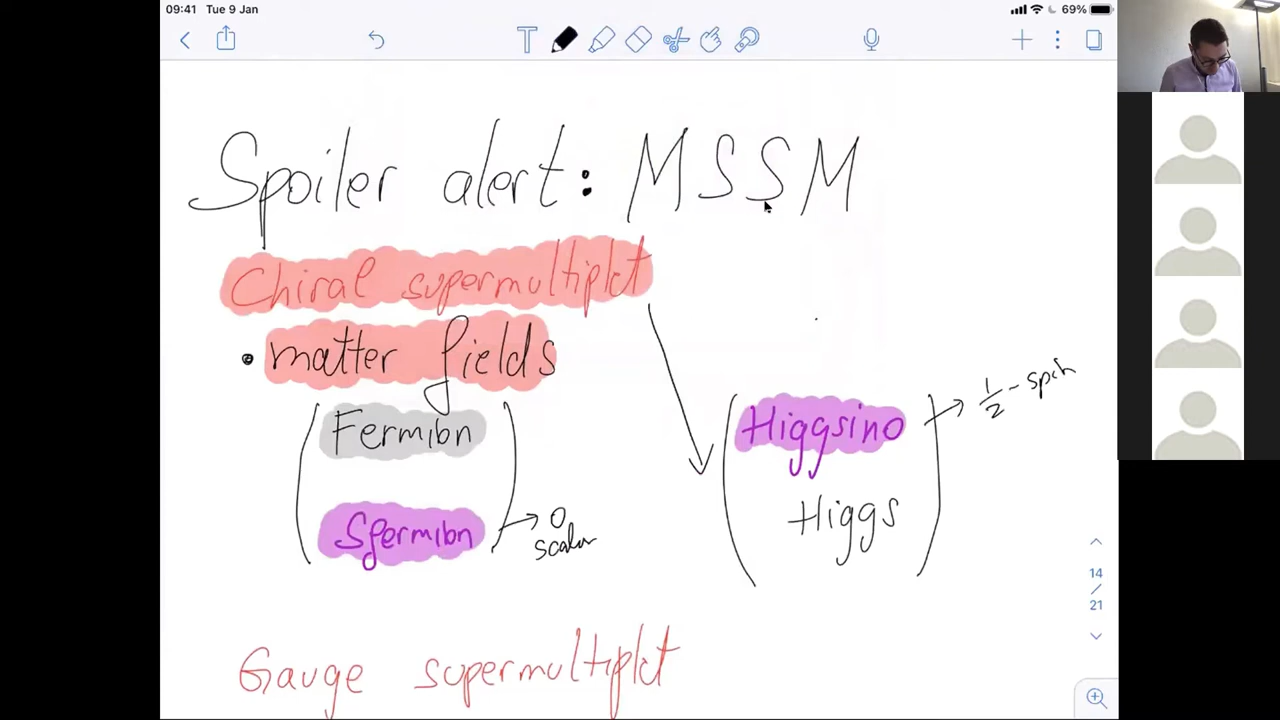 09:41 Tue 9 Jan
69%
Spoiler alert: MSSM
Chiral supermultiplet
• matter fields
Fermion
Sfermion
→ 0
scalar
Higgsino
Higgs
→ 1/2 - spin
14
/
21
Gauge supermultiplet